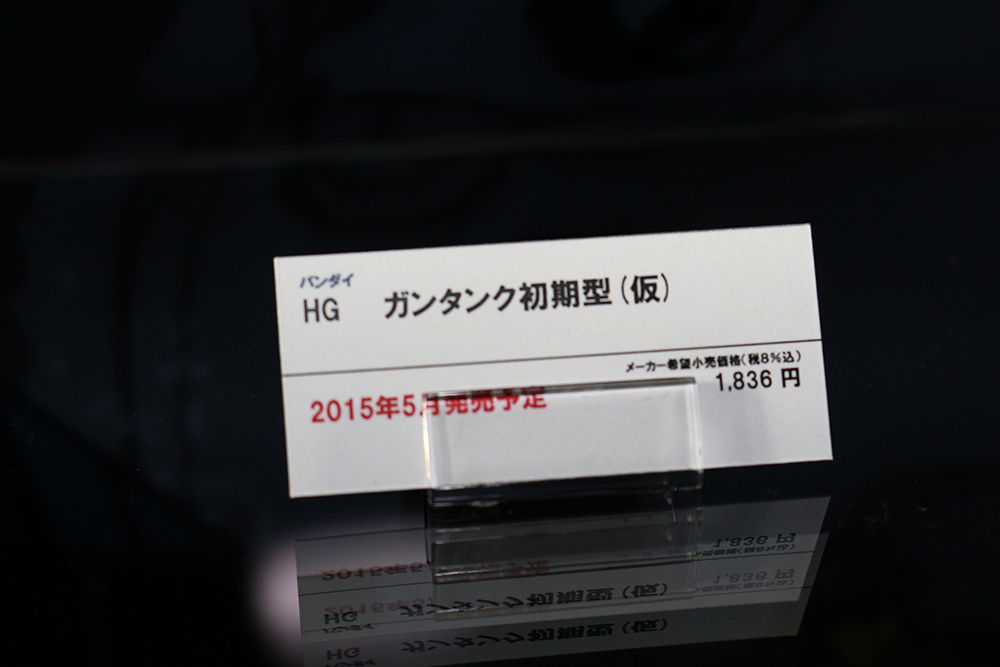 バンダイ
HG ガンタンク初期型(仮)
メーカー希望小売価格(税8%込)
1,836 円
2015年5月発売予定